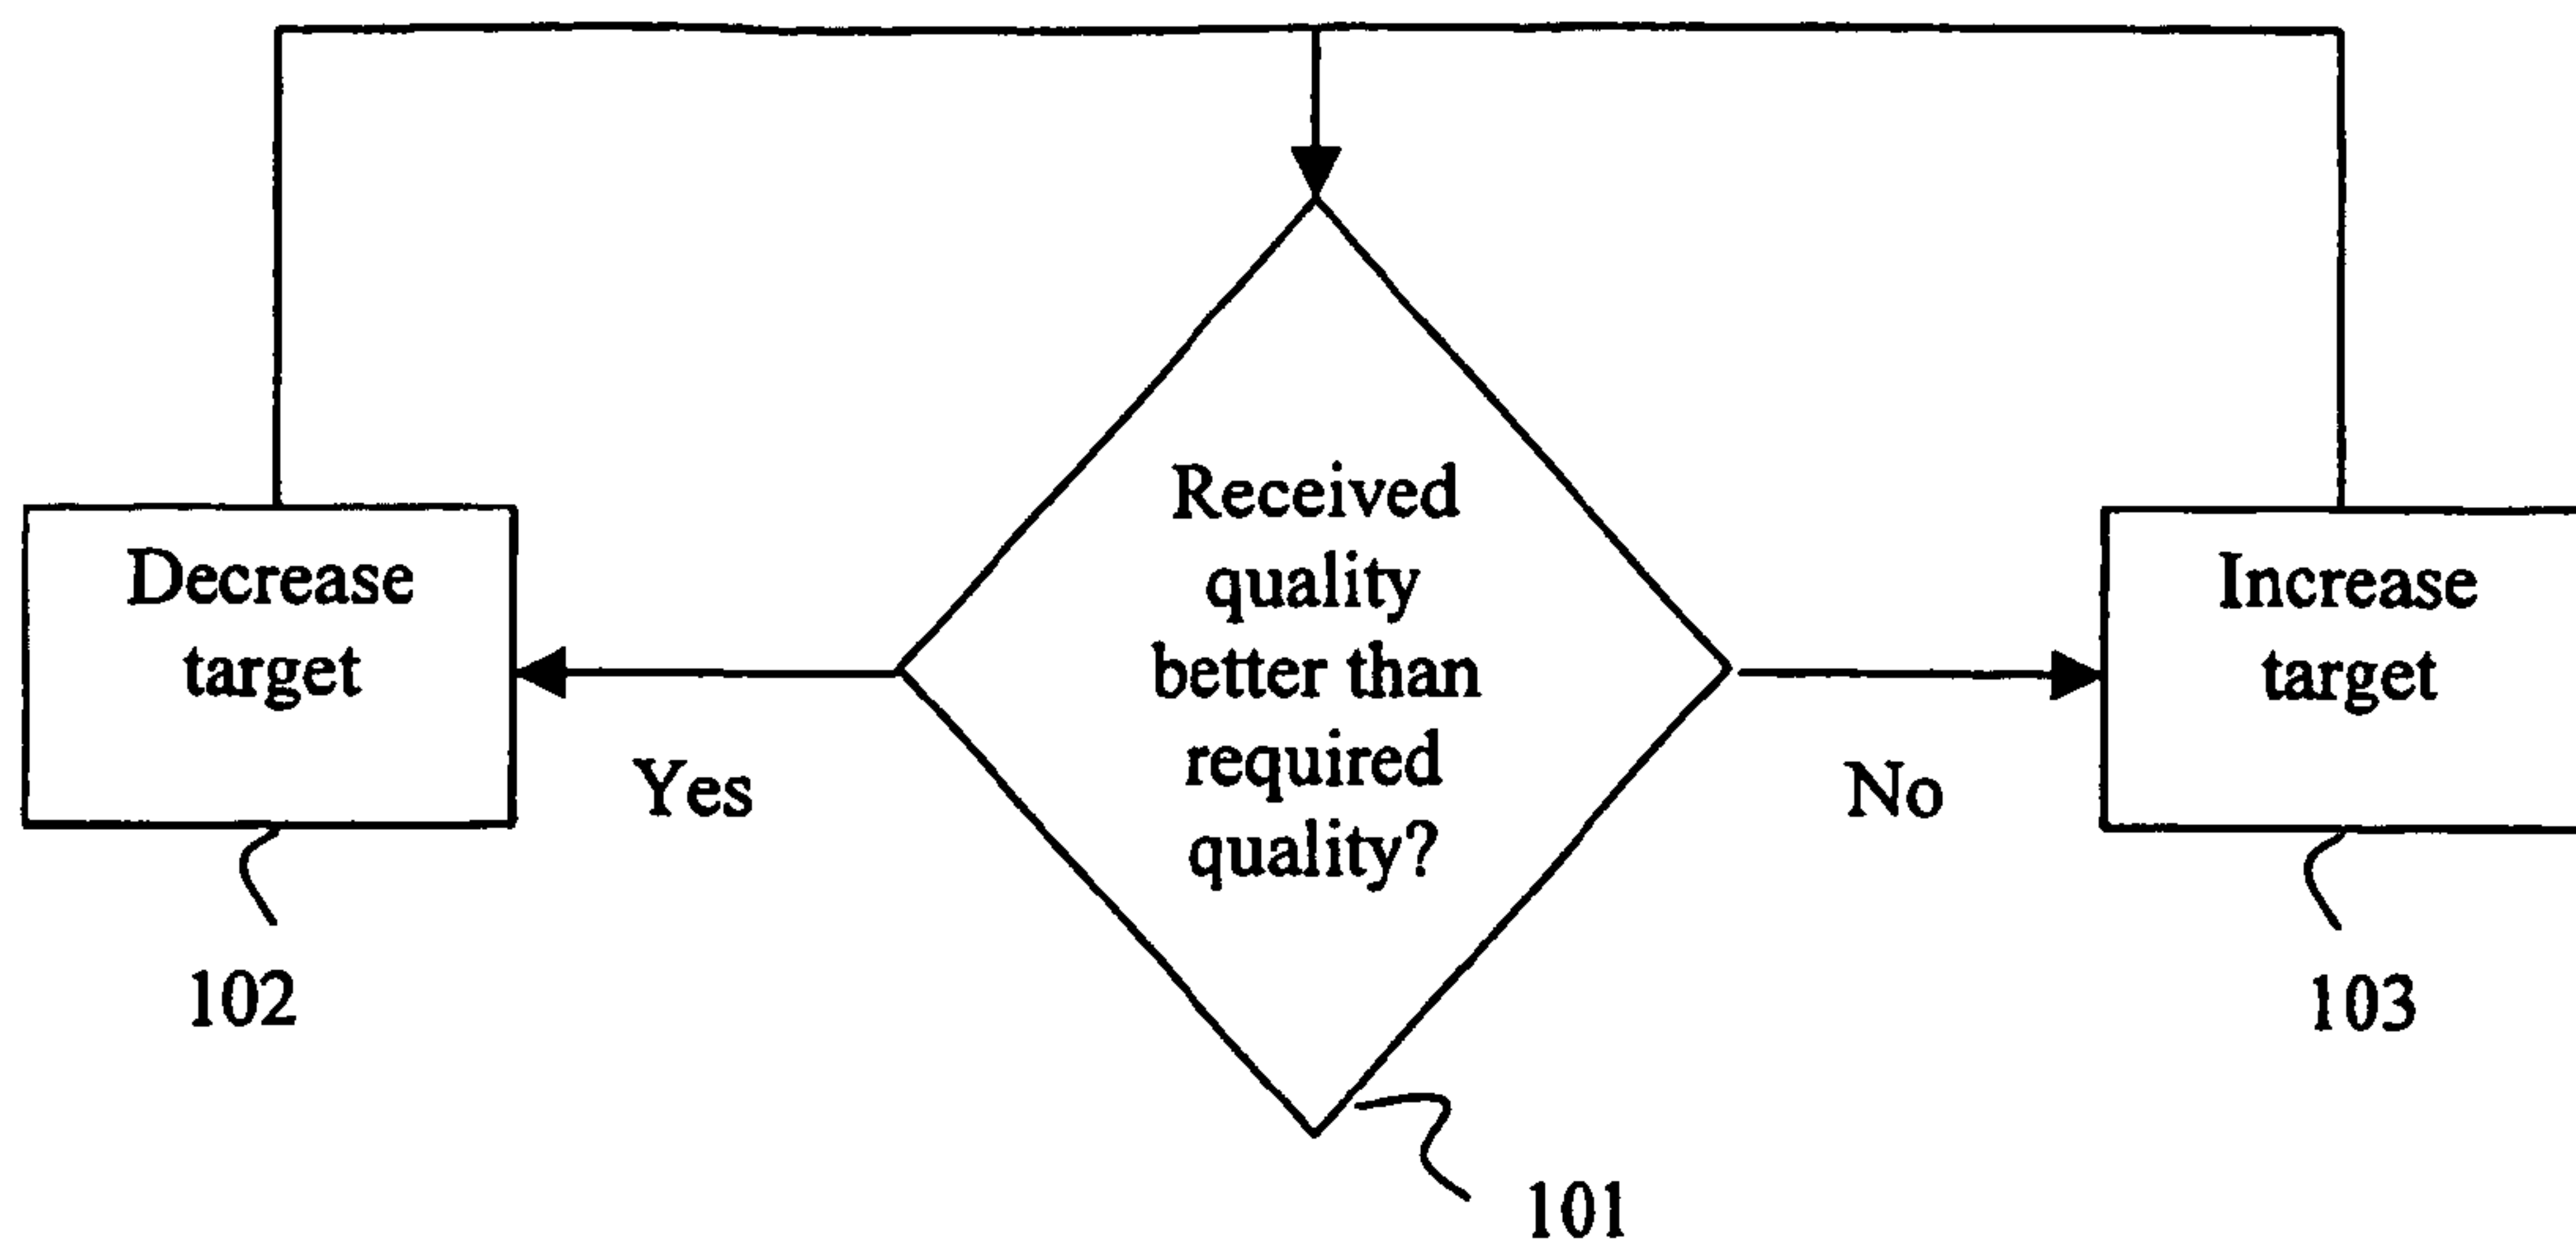 Received
quality
better than
required
quality?
Decrease
target
Increase
target
Yes
No
102
103
101